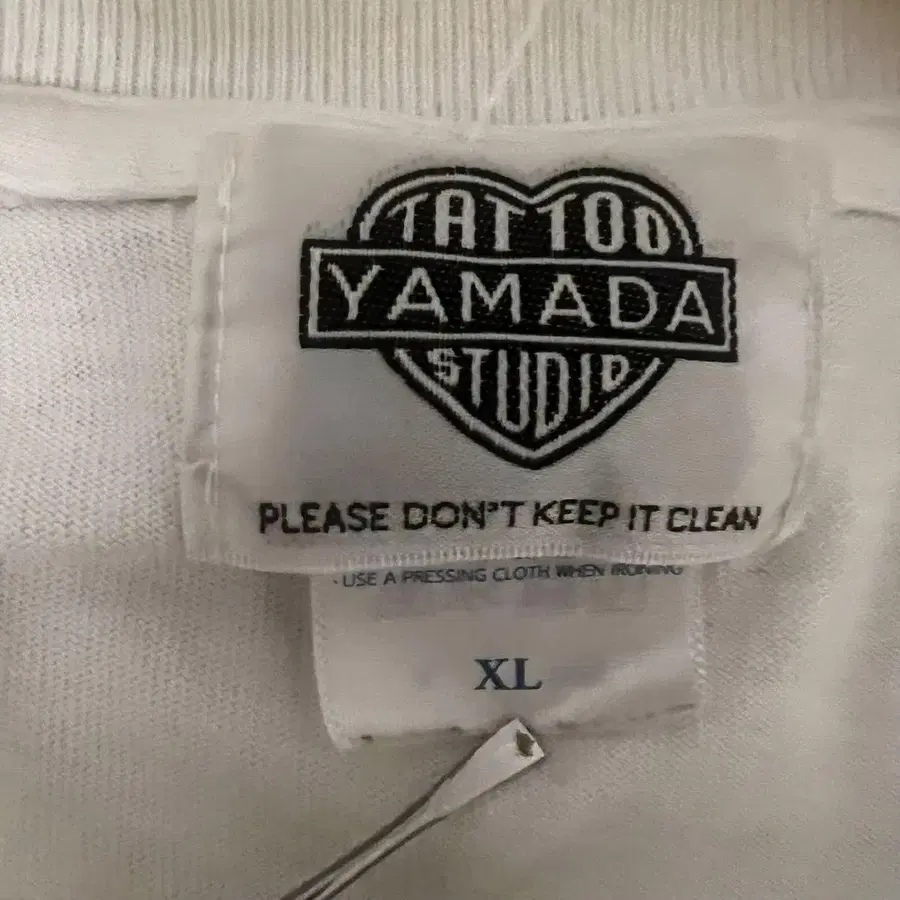 TATTOO
YAMADA
STUDIO
PLEASE DON'T KEEP IT CLEAN
· USE A PRESSING CLOTH WHEN IRONING
XL